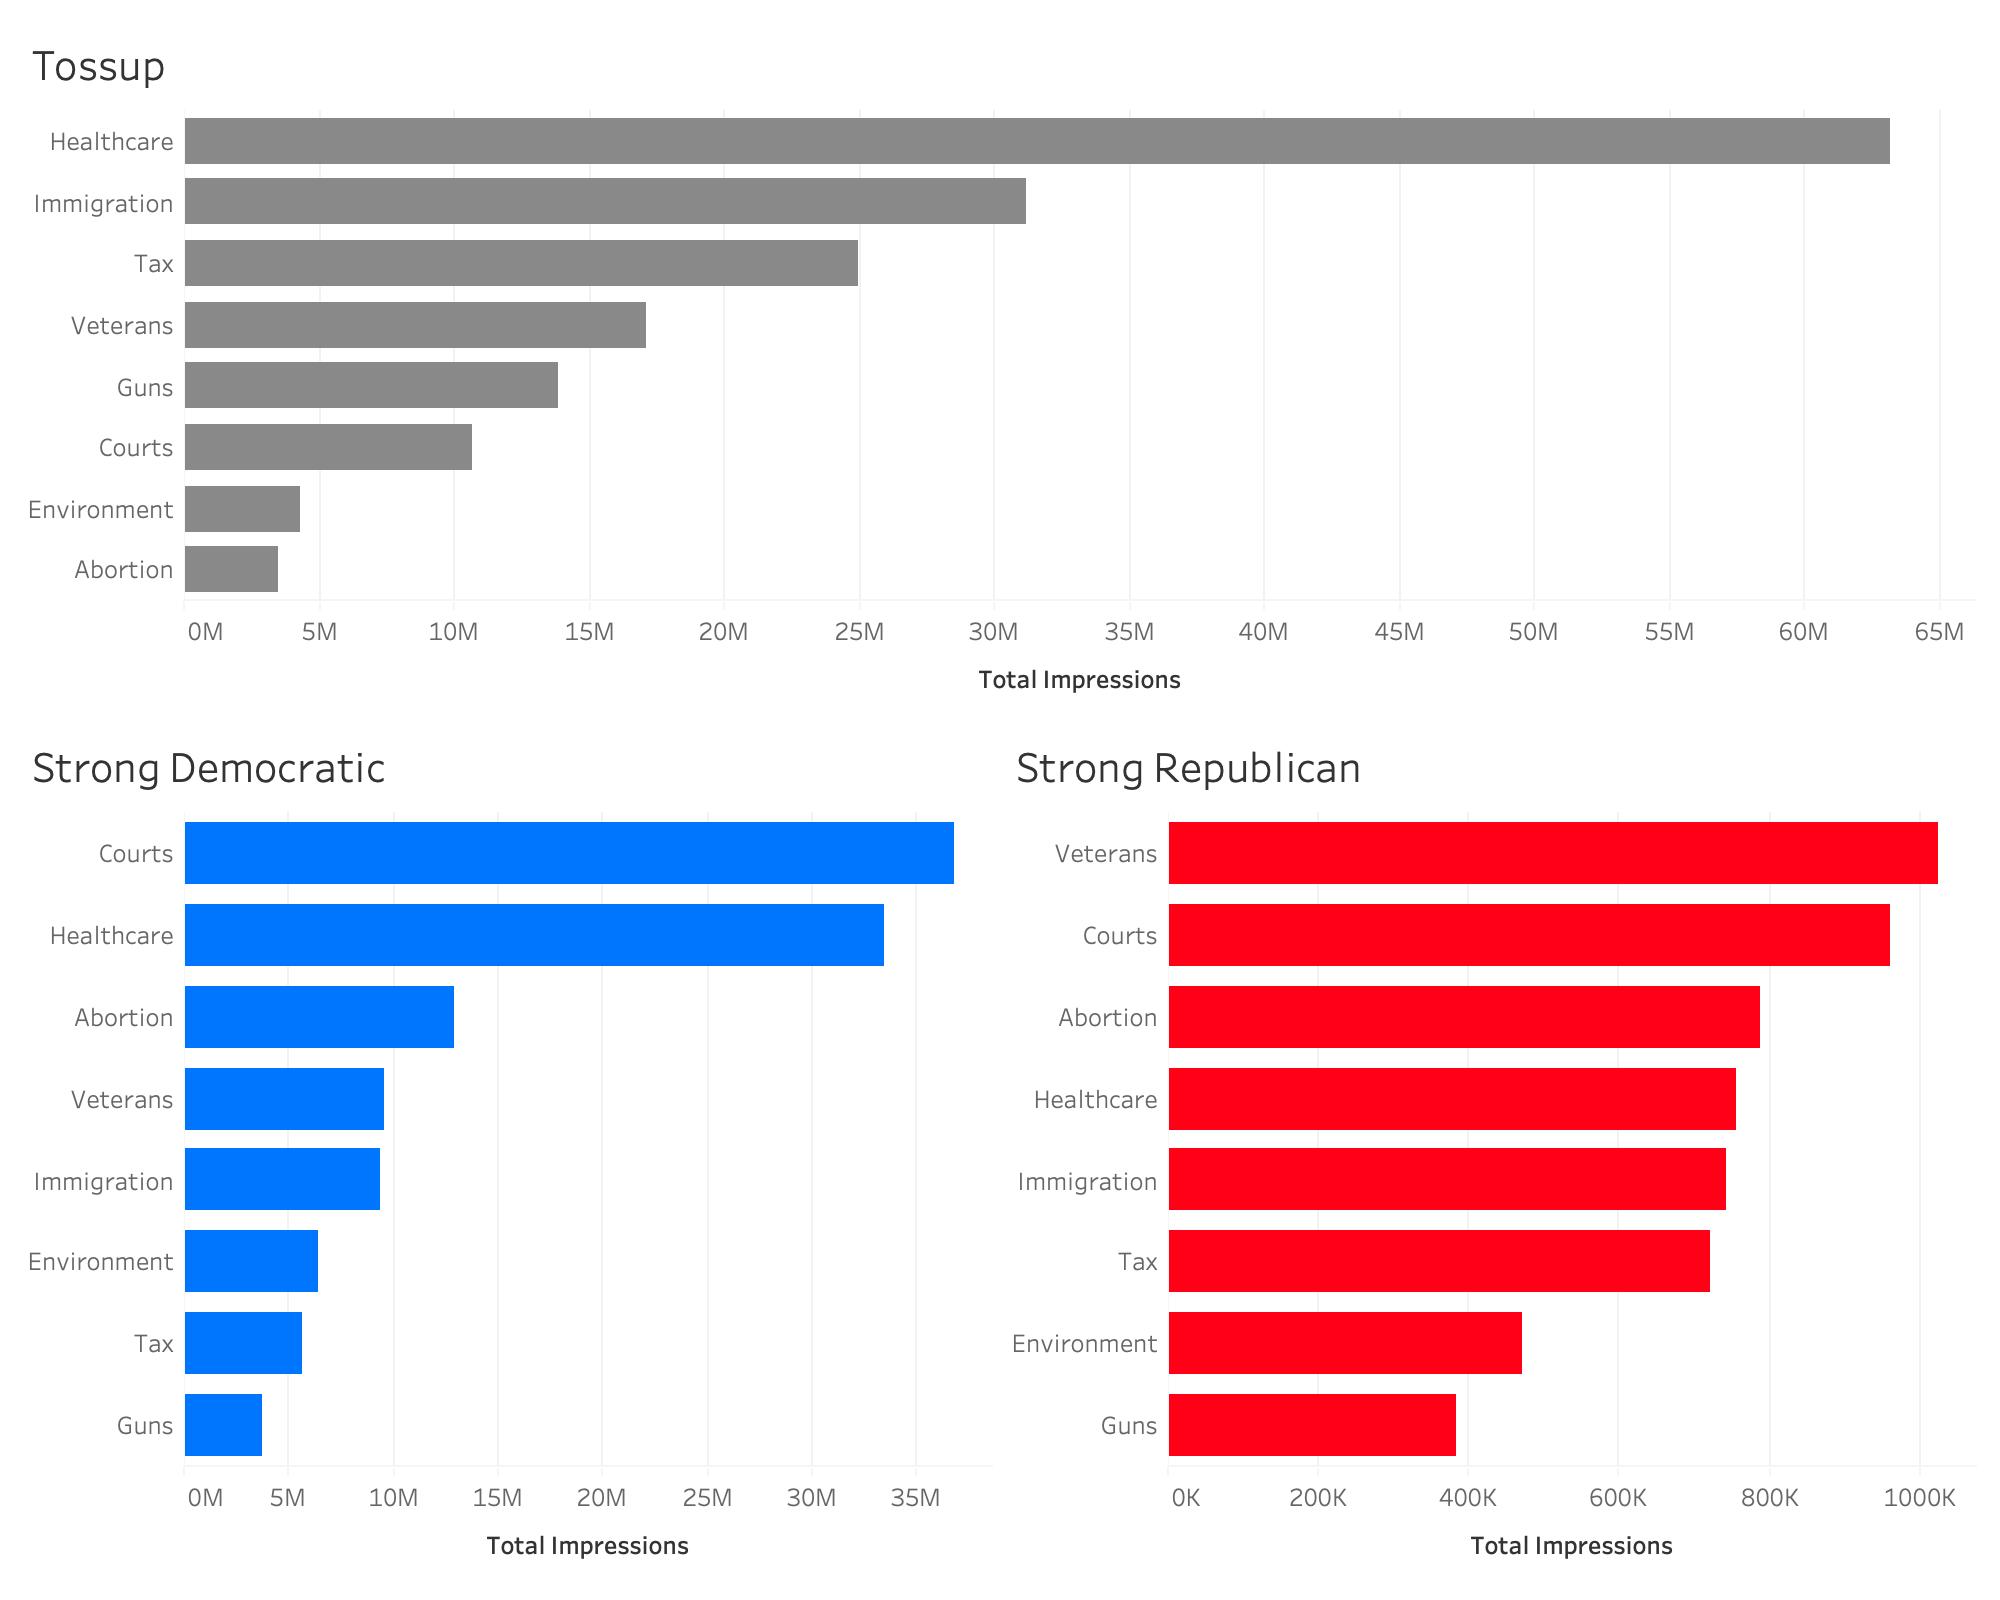 Tossup
Healthcare
Immigration
Tax
Veterans
Guns
Courts
Environment
Abortion
0M 5M 10M 15M 20M 25M 30M 35M 40M 45M 50M 55M 60M 65M
Total Impressions
Strong Democratic
Courts
Healthcare
Abortion
Veterans
Immigration
Environment
Tax
Guns
0M 5M 10M 15M 20M 25M 30M 35M
Total Impressions
Strong Republican
Veterans
Courts
Abortion
Healthcare
Immigration
Tax
Environment
Guns
0K 200K 400K 600K 800K 1000K
Total Impressions